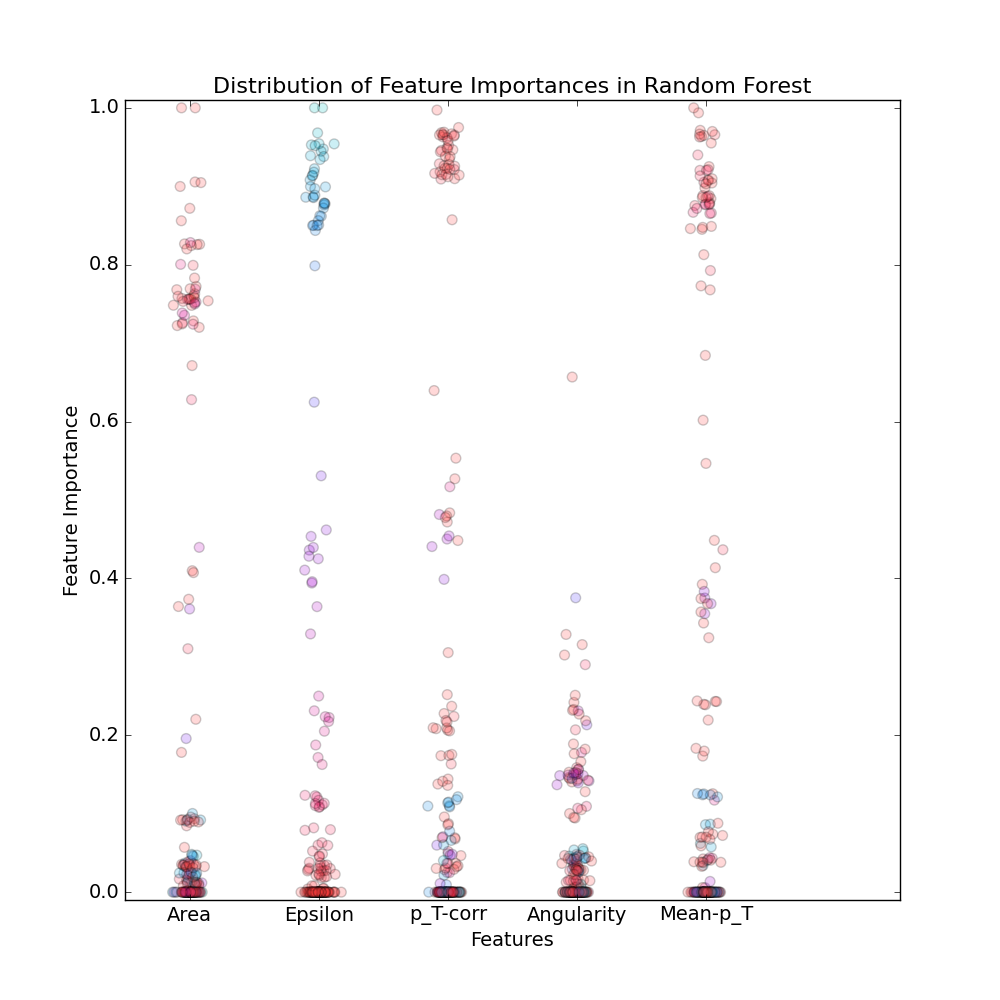 Distribution of Feature Importances in Random Forest
1.0
0.8
0.6
0.4
0.2
0.0
Feature Importance
Area Epsilon p_T-corr Angularity Mean-p_T
Features